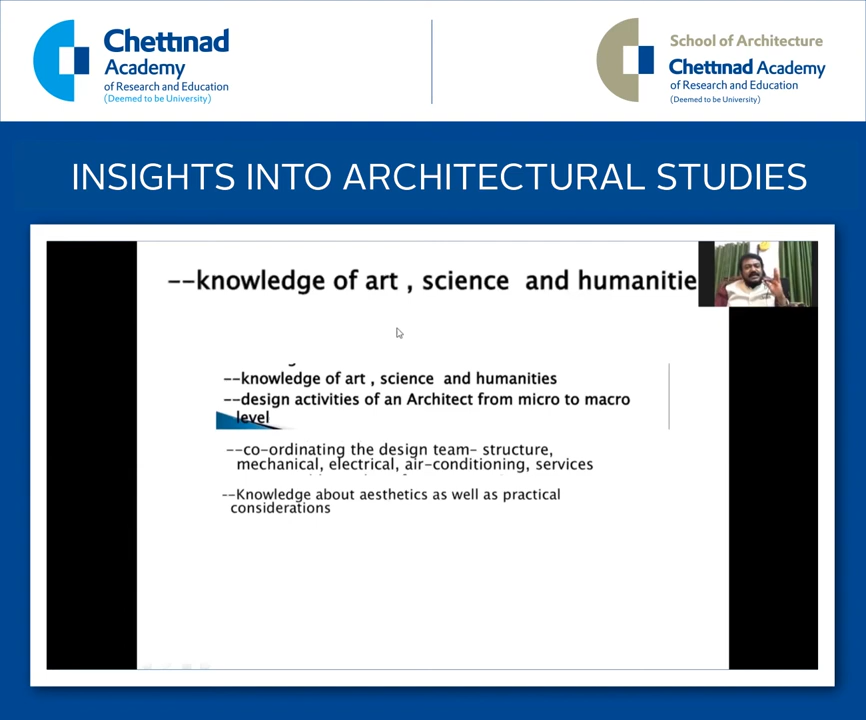 Chettinad
Academy
of Research and Education
(Deemed to be University)
School of Architecture
Chettinad Academy
of Research and Education
(Deemed to be University)
INSIGHTS INTO ARCHITECTURAL STUDIES
--knowledge of art , science and humanitie
--knowledge of art , science and humanities
--design activities of an Architect from micro to macro
level
--co-ordinating the design team- structure,
mechanical, electrical, air-conditioning, services
--Knowledge about aesthetics as well as practical
considerations